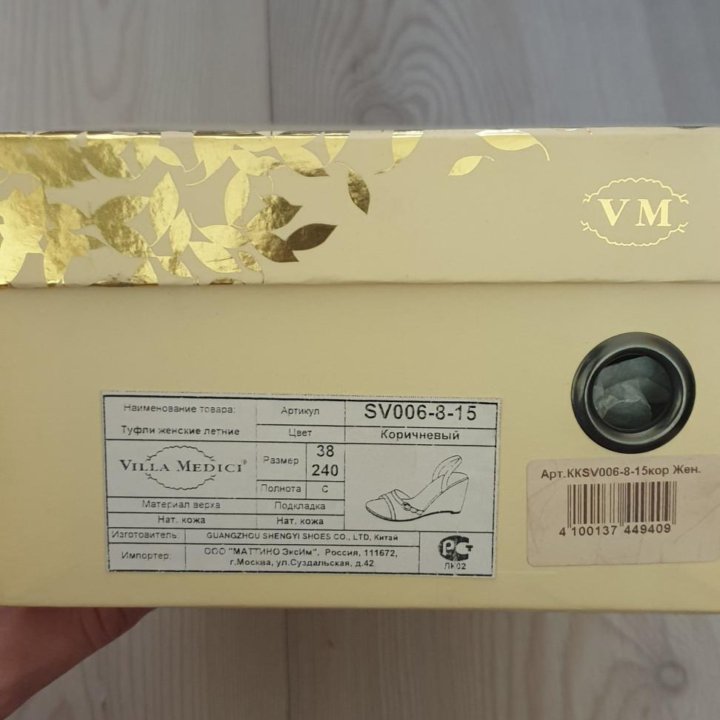 VM
Наименование товара:
Артикул
SV006-8-15
Туфли женские летние
Цвет
Коричневый
VILLA MEDICI®
Размер
38
240
Полнота
С
Материал верха
Подкладка
Нат. кожа
Нат. кожа
Изготовитель:
GUANGZHOU SHENGYI SHOES CO., LTD, Китай
Импортер:
ООО "МАТТИНО ЭксИм", Россия, 111672,
г.Москва, ул.Суздальская, д.42
РСТ
ЛК02
Арт.KKSV006-8-15кор Жен.
4 100137 449409